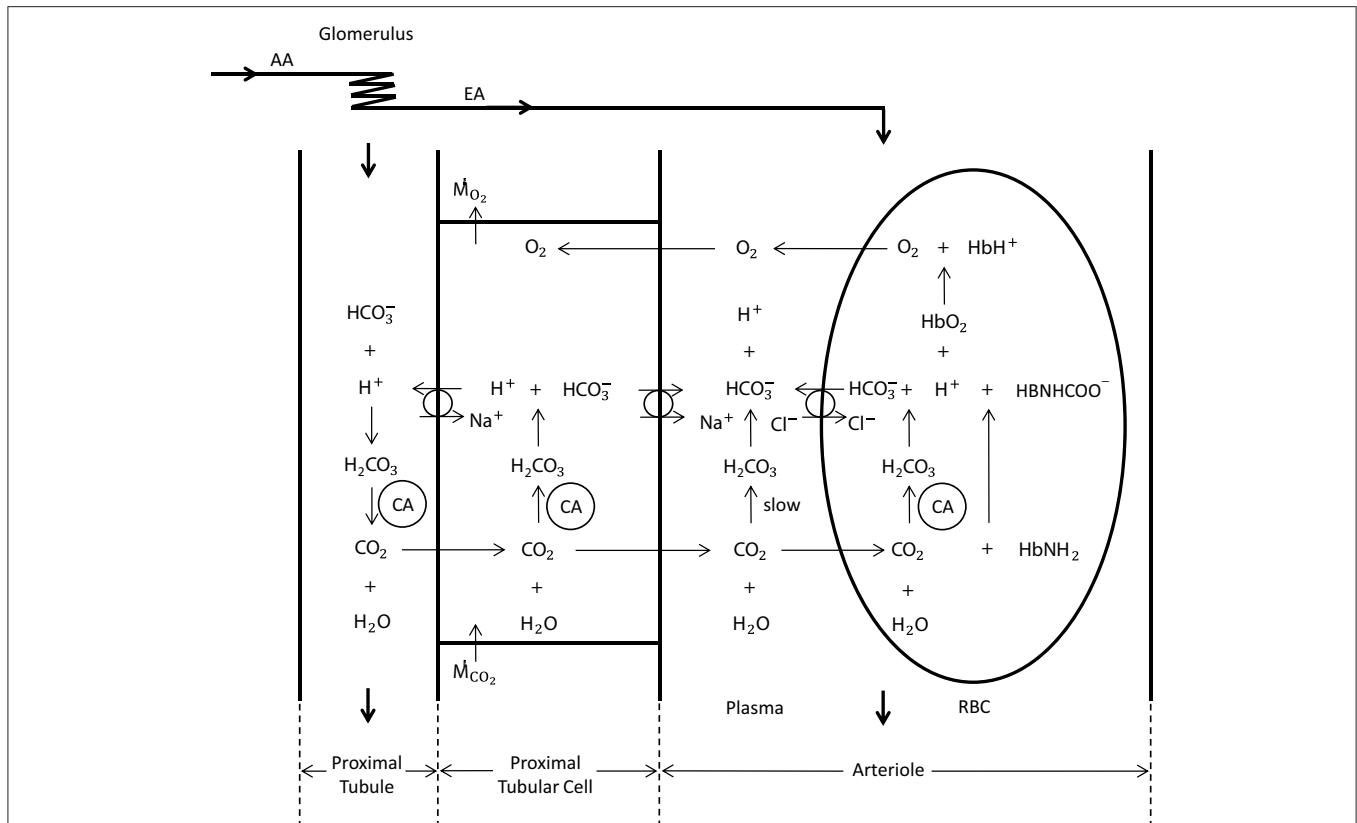 Glomerulus
AA
EA
ṀO₂
O₂ O₂ O₂ + HbH⁺
HCO₃⁻ H⁺ HbO₂
+ + +
H⁺ H⁺ + HCO₃⁻ HCO₃⁻ HCO₃⁻ + H⁺ + HBNHCOO⁻
Na⁺ Na⁺ Cl⁻ Cl⁻
H₂CO₃ H₂CO₃ H₂CO₃ H₂CO₃
CA CA slow CA
CO₂ CO₂ CO₂ CO₂ + HbNH₂
+ + + +
H₂O H₂O H₂O H₂O
ṀCO₂
Plasma RBC
Proximal Proximal Arteriole
Tubule Tubular Cell